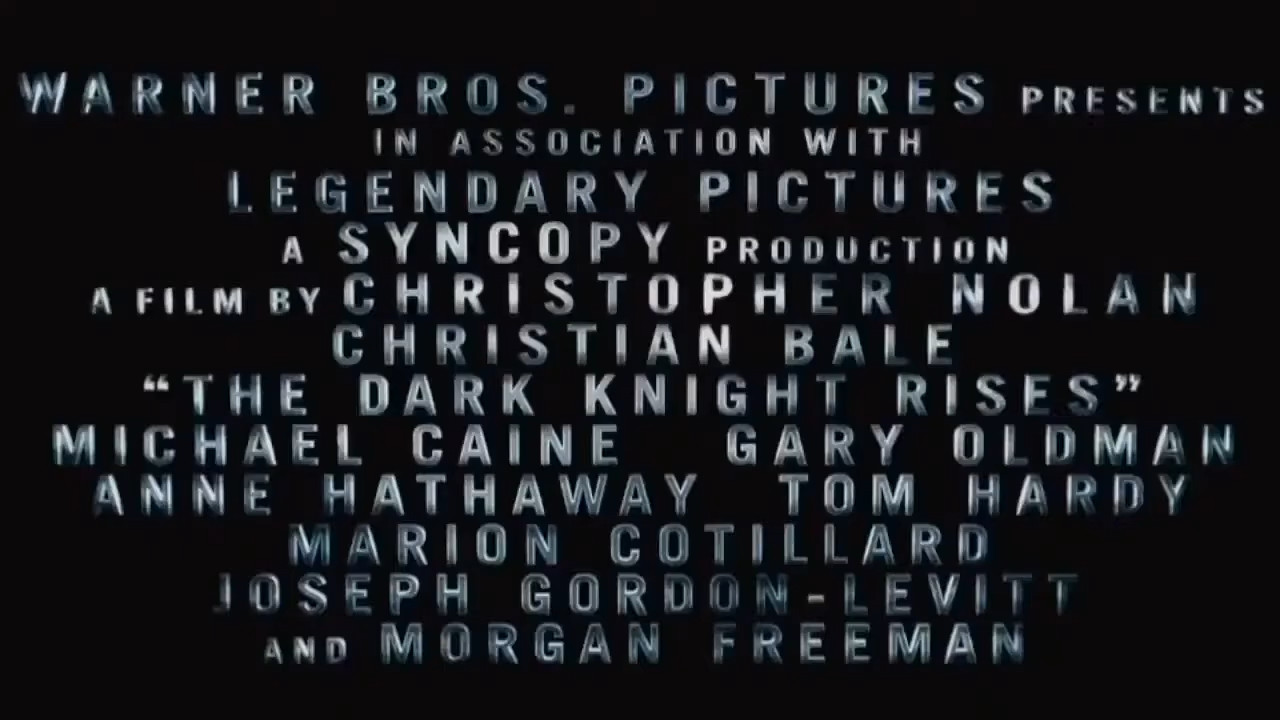 WARNER BROS. PICTURES PRESENTS
IN ASSOCIATION WITH
LEGENDARY PICTURES
A SYNCOPY PRODUCTION
A FILM BY CHRISTOPHER NOLAN
CHRISTIAN BALE
“THE DARK KNIGHT RISES”
MICHAEL CAINE GARY OLDMAN
ANNE HATHAWAY TOM HARDY
MARION COTILLARD
JOSEPH GORDON-LEVITT
AND MORGAN FREEMAN